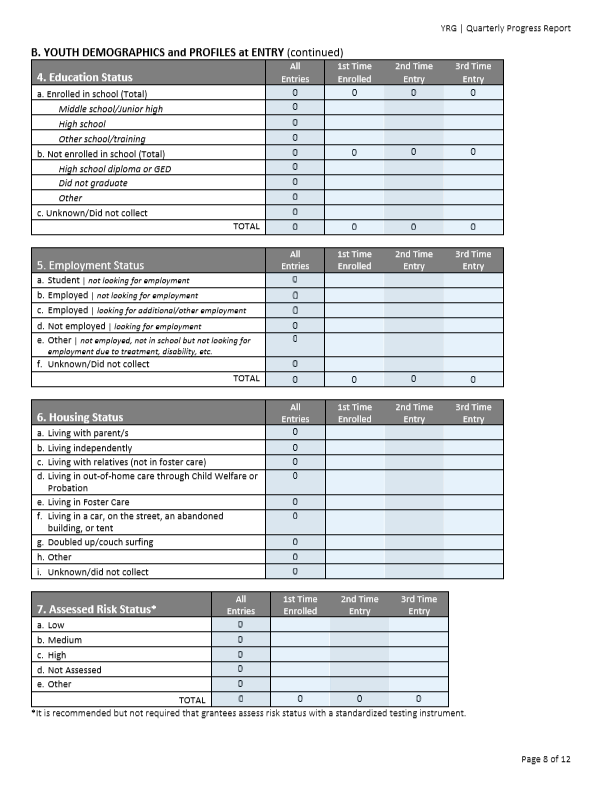 YRG | Quarterly Progress Report
B. YOUTH DEMOGRAPHICS and PROFILES at ENTRY (continued)
4. Education Status All Entries 1st Time Enrolled 2nd Time Entry 3rd Time Entry
a. Enrolled in school (Total) 0 0 0 0
Middle school/Junior high 0
High school 0
Other school/training 0
b. Not enrolled in school (Total) 0 0 0 0
High school diploma or GED 0
Did not graduate 0
Other 0
c. Unknown/Did not collect 0
TOTAL 0 0 0 0
5. Employment Status All Entries 1st Time Enrolled 2nd Time Entry 3rd Time Entry
a. Student | not looking for employment 0
b. Employed | not looking for employment 0
c. Employed | looking for additional/other employment 0
d. Not employed | looking for employment 0
e. Other | not employed, not in school but not looking for 0
employment due to treatment, disability, etc.
f. Unknown/Did not collect 0
TOTAL 0 0 0 0
6. Housing Status All Entries 1st Time Enrolled 2nd Time Entry 3rd Time Entry
a. Living with parent/s 0
b. Living independently 0
c. Living with relatives (not in foster care) 0
d. Living in out-of-home care through Child Welfare or 0
Probation
e. Living in Foster Care 0
f. Living in a car, on the street, an abandoned 0
building, or tent
g. Doubled up/couch surfing 0
h. Other 0
i. Unknown/did not collect 0
7. Assessed Risk Status* All Entries 1st Time Enrolled 2nd Time Entry 3rd Time Entry
a. Low 0
b. Medium 0
c. High 0
d. Not Assessed 0
e. Other 0
TOTAL 0 0 0 0
*It is recommended but not required that grantees assess risk status with a standardized testing instrument.
Page 8 of 12